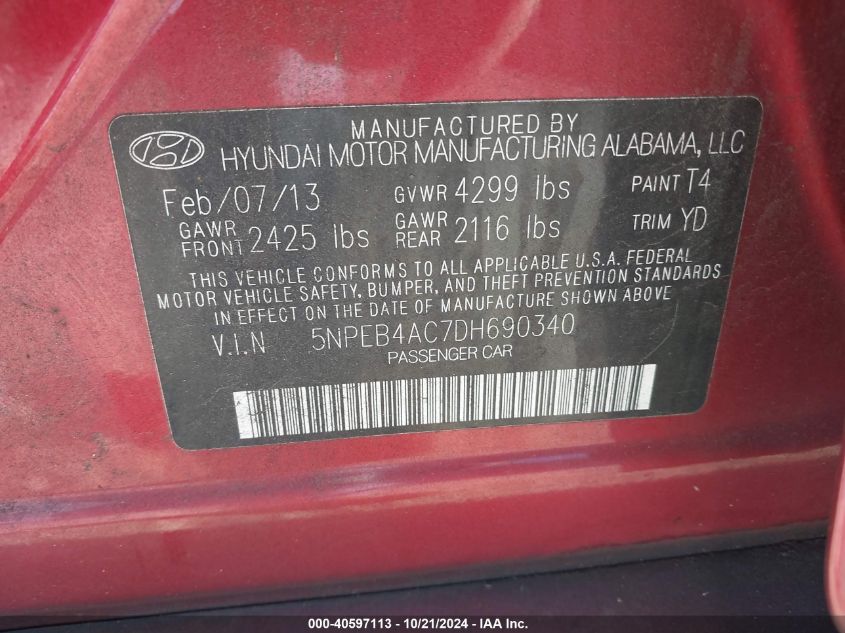 MANUFACTURED BY
HYUNDAI MOTOR MANUFACTURING ALABAMA, LLC
Feb/07/13 GVWR 4299 lbs PAINT T4
GAWR FRONT 2425 lbs GAWR REAR 2116 lbs TRIM YD
THIS VEHICLE CONFORMS TO ALL APPLICABLE U.S.A. FEDERAL
MOTOR VEHICLE SAFETY, BUMPER, AND THEFT PREVENTION STANDARDS
IN EFFECT ON THE DATE OF MANUFACTURE SHOWN ABOVE.
V.I.N 5NPEB4AC7DH690340
PASSENGER CAR
000-40597113 - 10/21/2024 - IAA Inc.